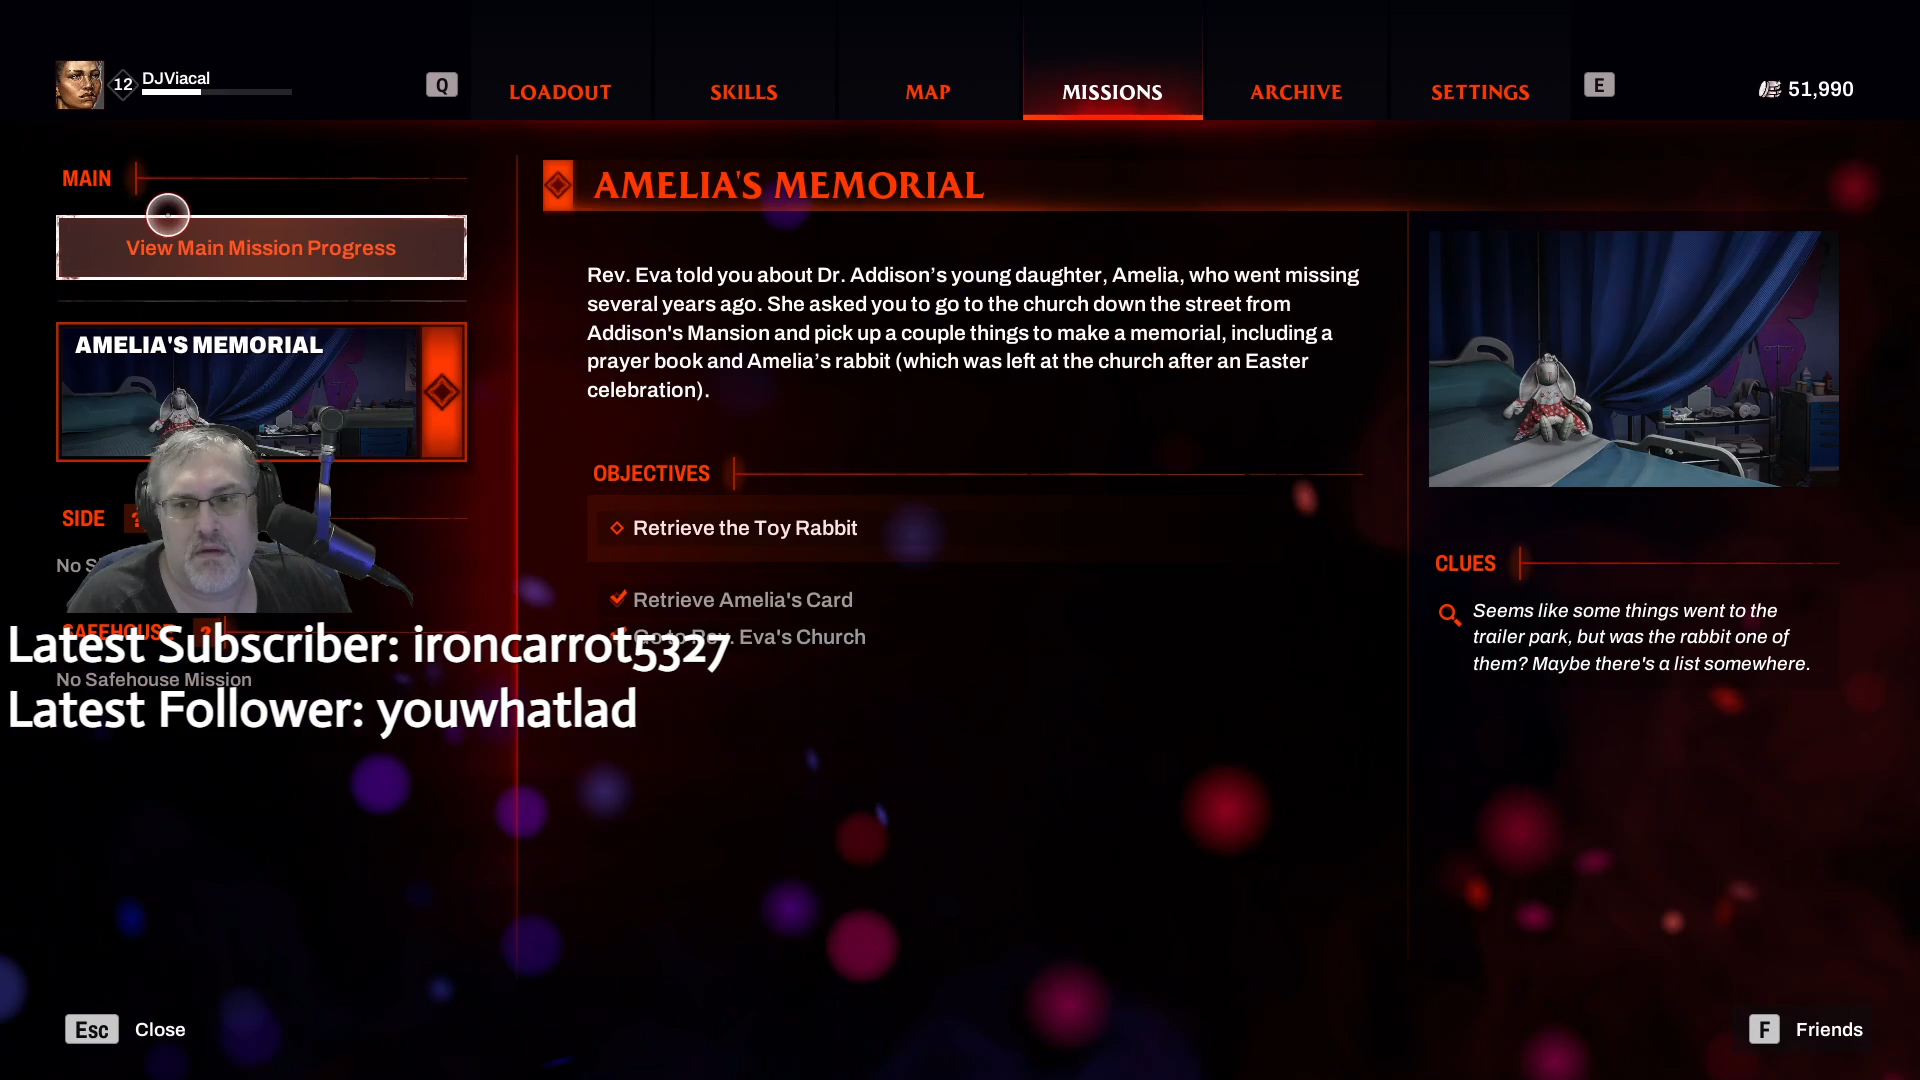 12 DJViacal
Q
LOADOUT
SKILLS
MAP
MISSIONS
ARCHIVE
SETTINGS
E
51,990
MAIN
View Main Mission Progress
AMELIA'S MEMORIAL
SIDE
?
No S
SAFEHOUSE ?
No Safehouse Mission
Latest Subscriber: ironcarrot5327
Latest Follower: youwhatlad
AMELIA'S MEMORIAL
Rev. Eva told you about Dr. Addison’s young daughter, Amelia, who went missing
several years ago. She asked you to go to the church down the street from
Addison's Mansion and pick up a couple things to make a memorial, including a
prayer book and Amelia’s rabbit (which was left at the church after an Easter
celebration).
OBJECTIVES
Retrieve the Toy Rabbit
Retrieve Amelia's Card
Go to Rev. Eva's Church
CLUES
Seems like some things went to the
trailer park, but was the rabbit one of
them? Maybe there's a list somewhere.
Esc Close
F Friends